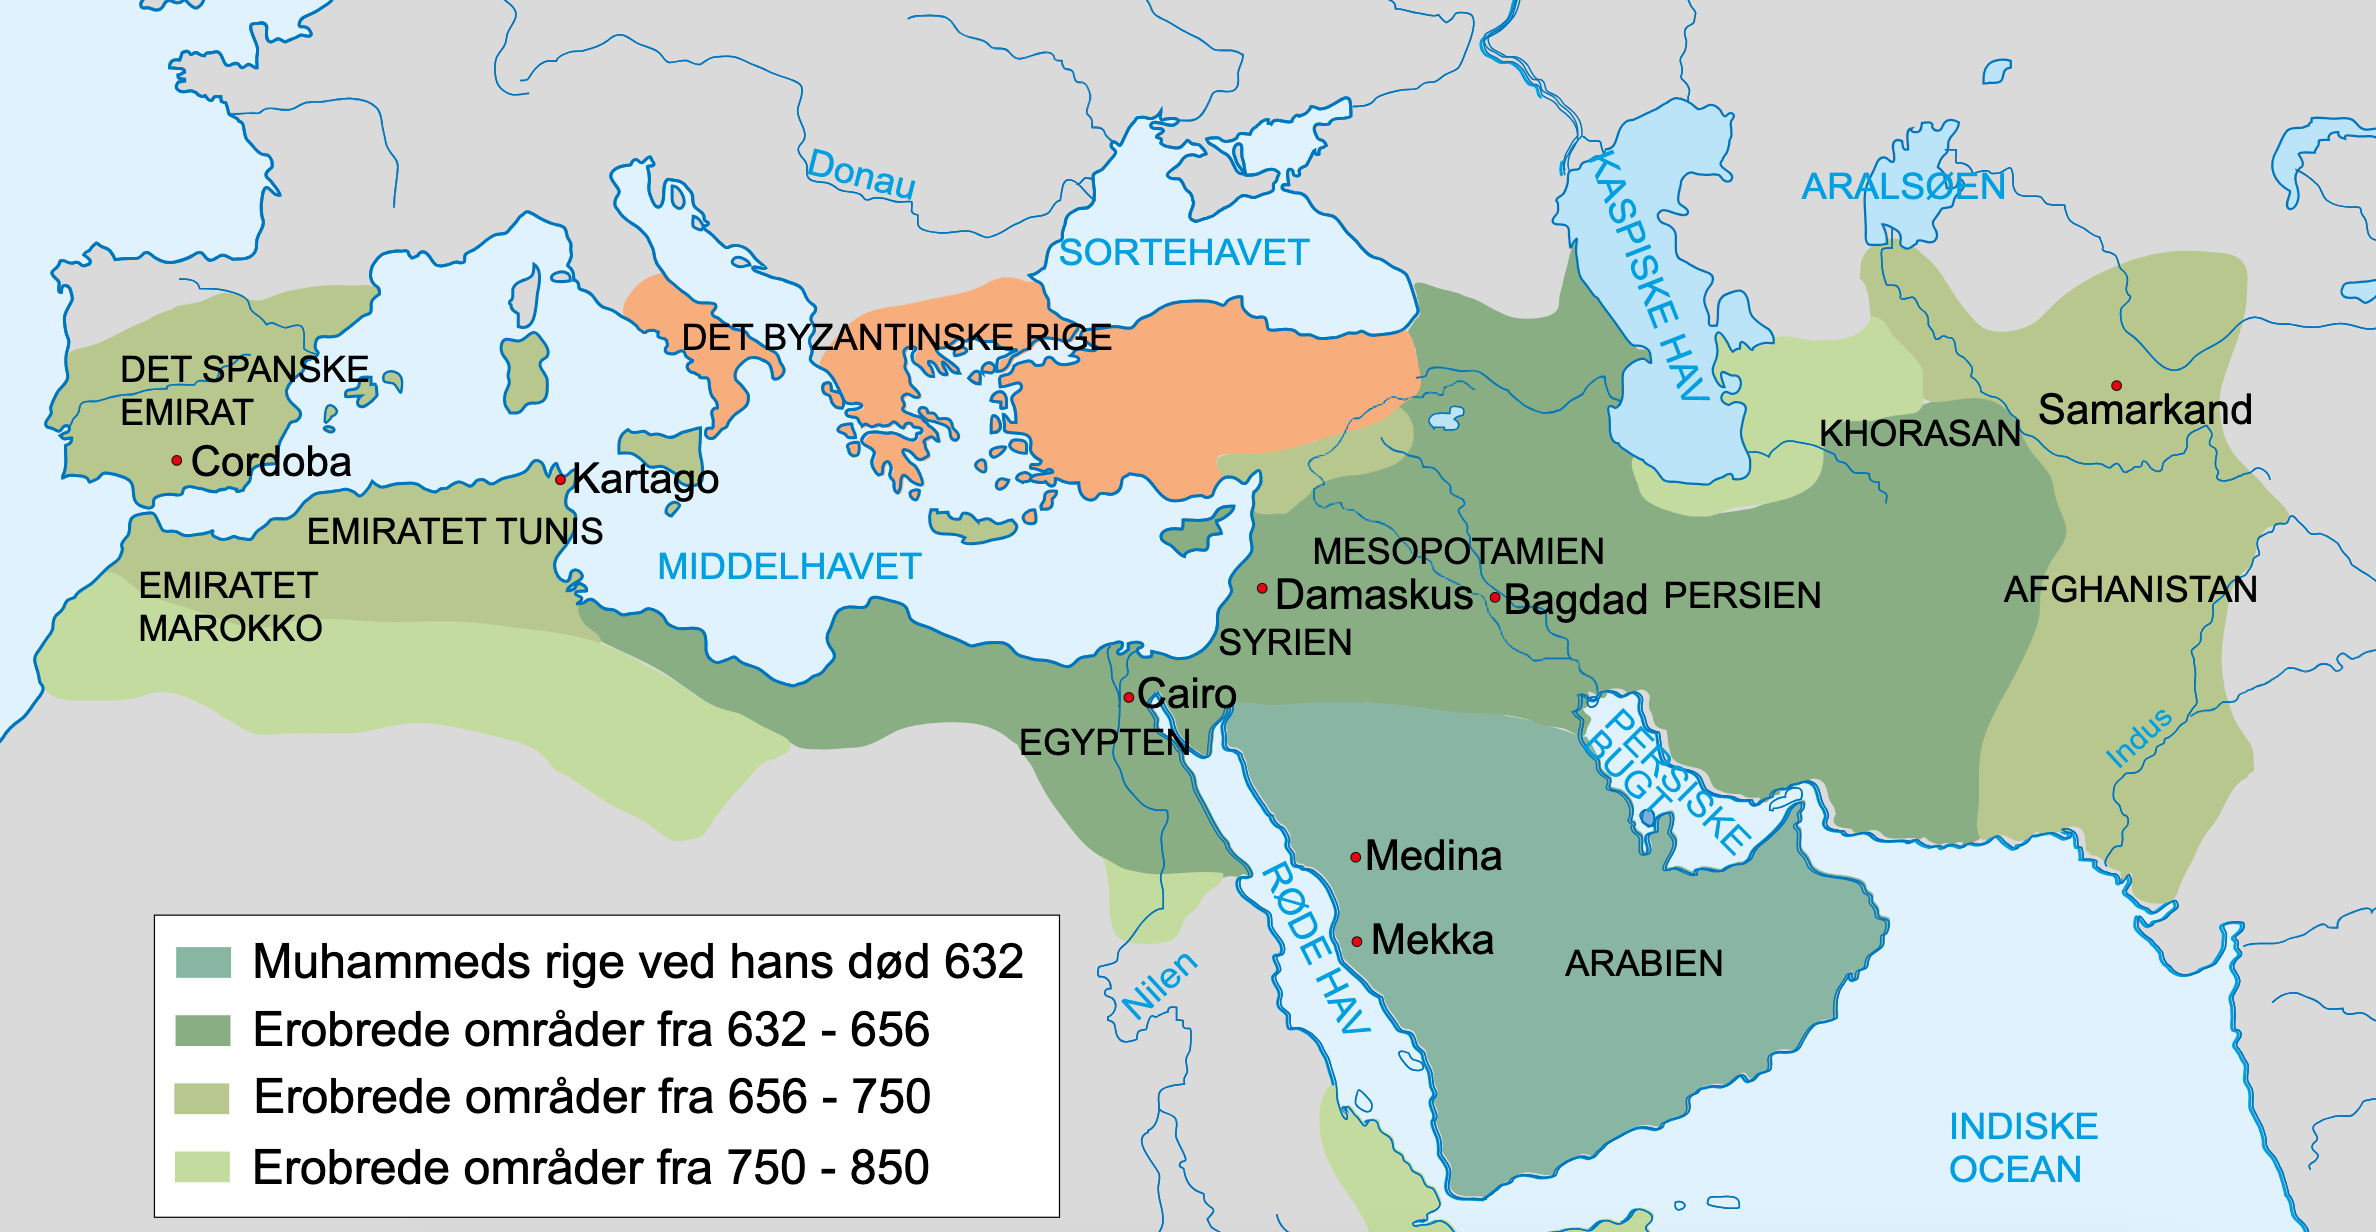 Donau
KASPISKE HAV
ARALSØEN
SORTEHAVET
DET BYZANTINSKE RIGE
DET SPANSKE
EMIRAT
Cordoba
Kartago
Samarkand
KHORASAN
EMIRATET TUNIS
MIDDELHAVET
MESOPOTAMIEN
EMIRATET
MAROKKO
Damaskus
Bagdad
PERSIEN
AFGHANISTAN
SYRIEN
Cairo
EGYPTEN
PERSISKE
BUGT
Indus
Medina
RØDE HAV
Mekka
ARABIEN
Nilen
INDISKE
OCEAN
Muhammeds rige ved hans død 632
Erobrede områder fra 632 - 656
Erobrede områder fra 656 - 750
Erobrede områder fra 750 - 850